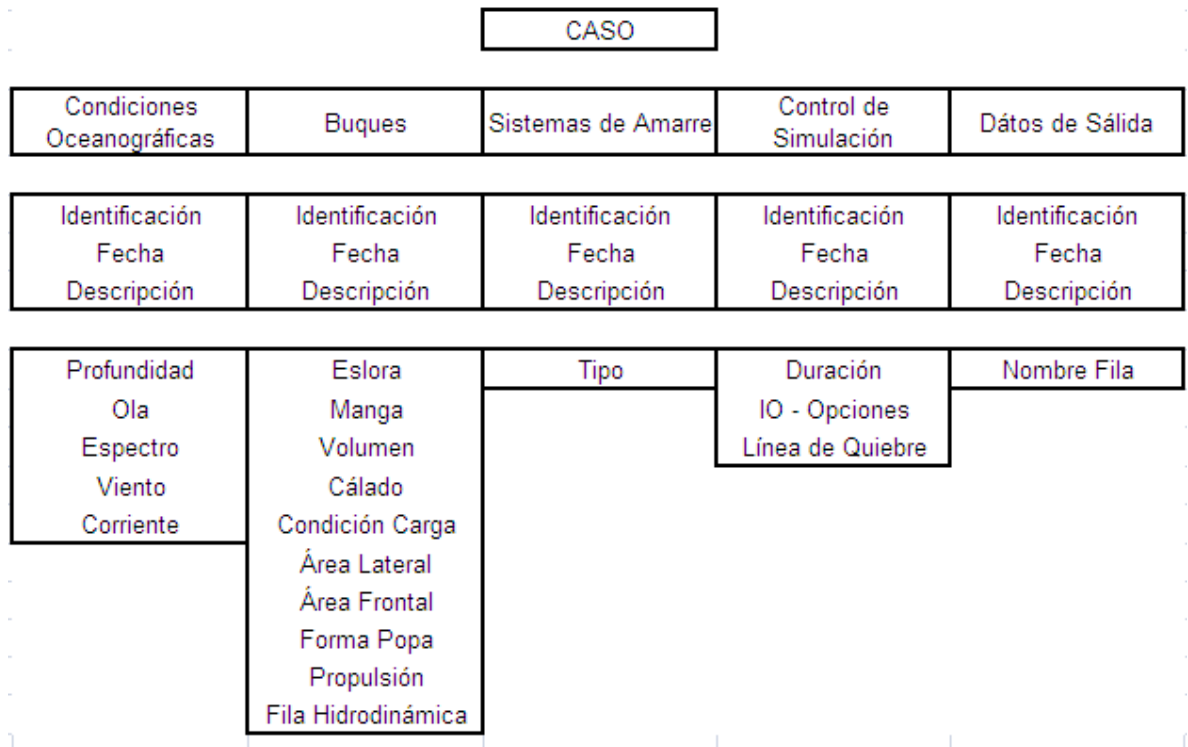 CASO
Condiciones
Oceanográficas
Buques
Sistemas de Amarre
Control de
Simulación
Dátos de Sálida
Identificación
Fecha
Descripción
Identificación
Fecha
Descripción
Identificación
Fecha
Descripción
Identificación
Fecha
Descripción
Identificación
Fecha
Descripción
Profundidad
Ola
Espectro
Viento
Corriente
Eslora
Manga
Volumen
Cálado
Condición Carga
Área Lateral
Área Frontal
Forma Popa
Propulsión
Fila Hidrodinámica
Tipo
Duración
IO - Opciones
Línea de Quiebre
Nombre Fila